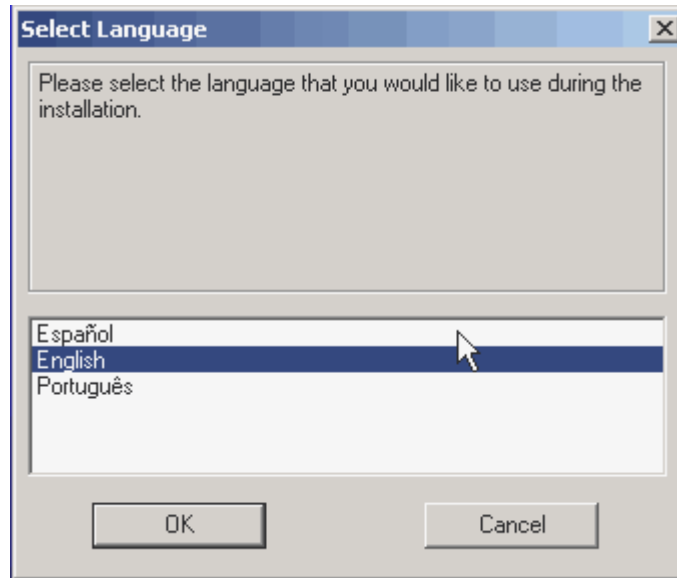 Select Language
Please select the language that you would like to use during the
installation.
Español
English
Português
OK
Cancel